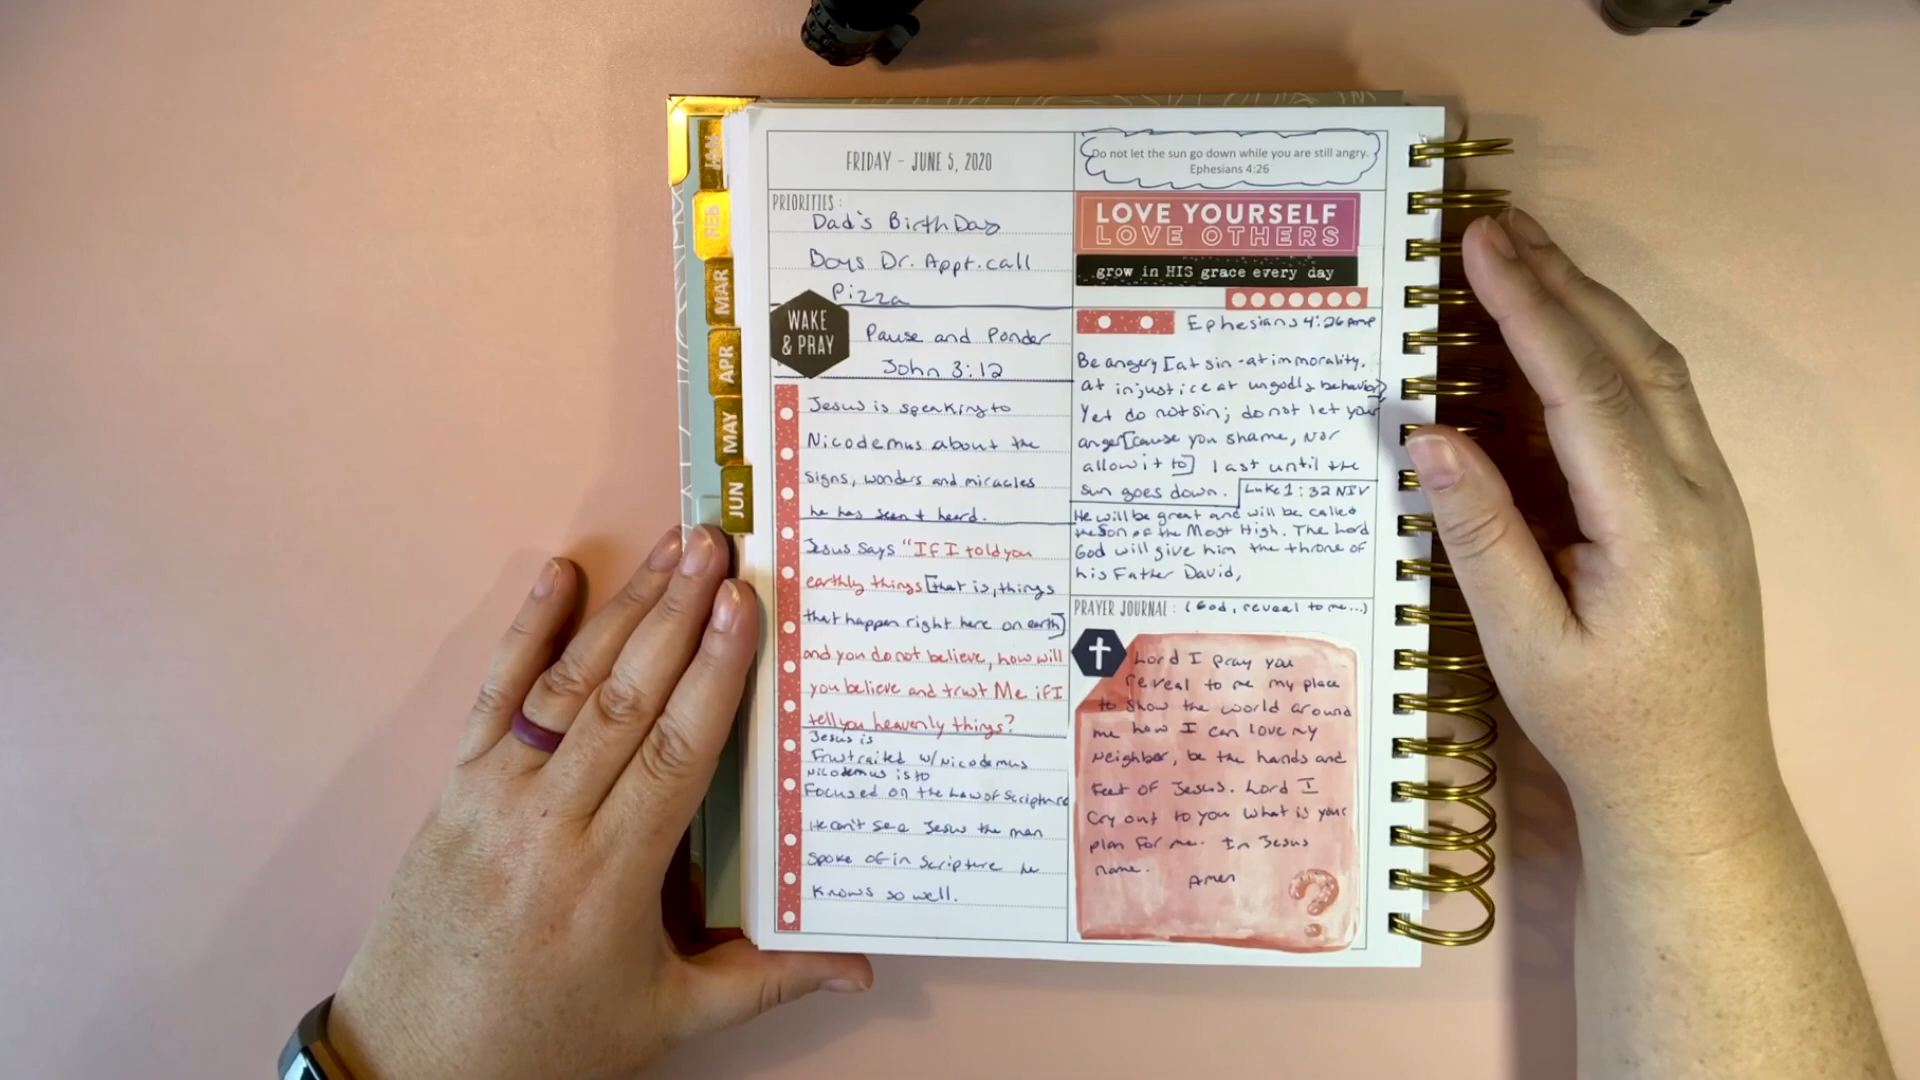 JAN
FEB
MAR
APR
MAY
JUN
FRIDAY - JUNE 5, 2020
PRIORITIES:
Dad's BirthDay
Boys Dr. Appt. call
Pizza
WAKE
& PRAY
Pause and Ponder
John 3:12
Jesus is speaking to
Nicodemus about the
signs, wonders and miracles
he has seen + heard.
Jesus says "If I told you
earthly things [that is, things
that happen right here on earth]
and you do not believe, how will
you believe and trust Me if I
tell you heavenly things?
Jesus is
Frustraited w/Nicodemus
Nicodemus is to
Focused on the Law of Scripture
He can't see Jesus the man
spoke of in Scripture he
knows so well.
Do not let the sun go down while you are still angry.
Ephesians 4:26
LOVE YOURSELF
LOVE OTHERS
grow in HIS grace every day
Ephesians 4:26 AMP
Be angery [at sin - at immorality,
at injustice at ungodly behavior]
Yet do not sin; do not let your
anger [cause you shame, Nor
allow it to] last until the
sun goes down.
Luke 1:32 NIV
He will be great and will be called
the Son of the Most High. The Lord
God will give him the throne of
his Father David,
PRAYER JOURNAL: (God, reveal to me...)
Lord I pray you
reveal to me my place
to show the world around
me how I can love my
Neighbor, be the hands and
feet of Jesus. Lord I
Cry out to you what is your
plan for me. In Jesus
name.
Amen
?